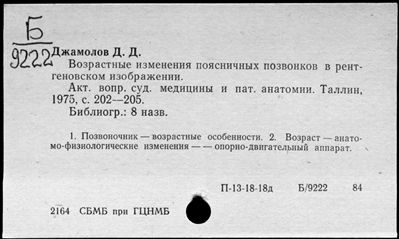 Б
9222
Джамолов Д. Д.
Возрастные изменения поясничных позвонков в рент-
геновском изображении.
Акт. вопр. суд. медицины и пат. анатомии. Таллин,
1975, с. 202—205.
Библиогр.: 8 назв.
1. Позвоночник — возрастные особенности. 2. Возраст — анато-
мо-физиологические изменения — — опорно-двигательный аппарат.
П-13-18-18д Б/9222 84
2164 СБМБ при ГЦНМБ